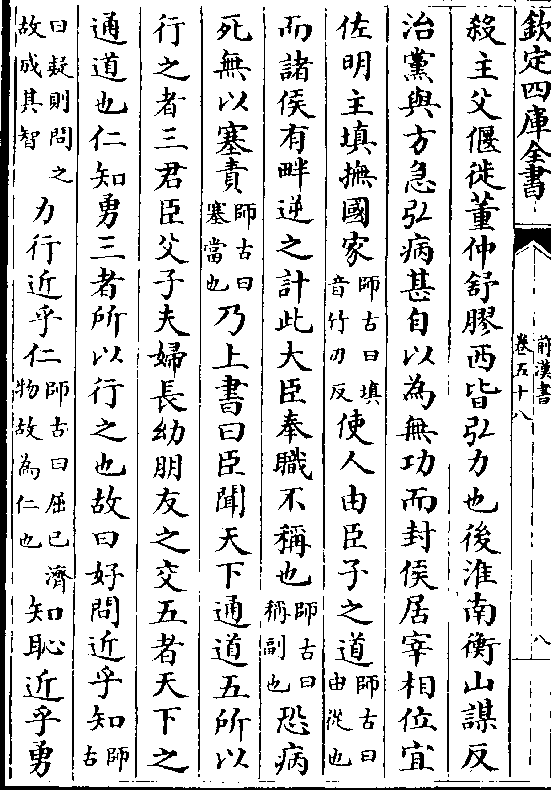 欽定四庫全書
前漢書
卷五十八
八
殺主父偃徙董仲舒膠西皆弘力也後淮南衡山謀反
治黨與方急弘病甚自以為無功而封侯居宰相位宜
佐明主填撫國家師古曰填音竹刃反使人由臣子之道師古曰由從也
而諸侯有畔逆之計此大臣奉職不稱也師古曰稱副也恐病
死無以塞責師古曰塞當也乃上書曰臣聞天下通道五所以
行之者三君臣父子夫婦長幼朋友之交五者天下之
通道也仁知勇三者所以行之也故曰好問近乎知師古
曰疑則問之故成其智力行近乎仁師古曰屈已濟物故為仁也知恥近乎勇